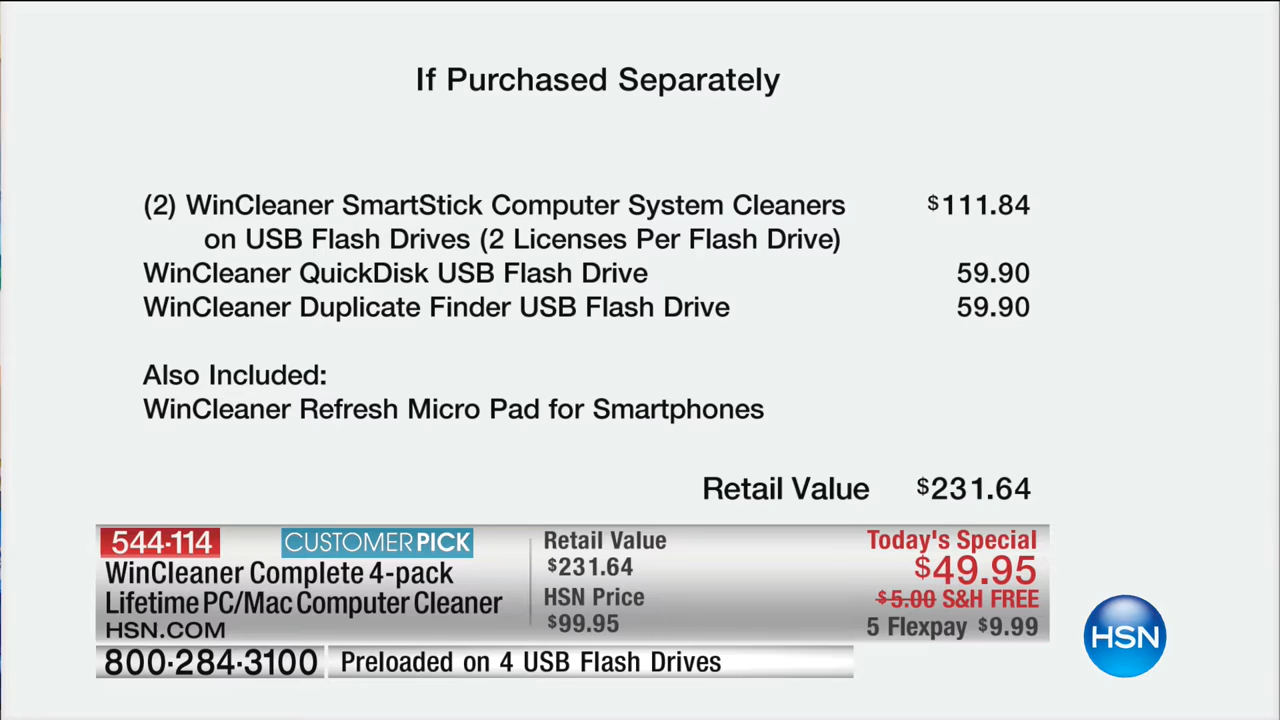 If Purchased Separately
(2) WinCleaner SmartStick Computer System Cleaners $111.84
on USB Flash Drives (2 Licenses Per Flash Drive)
WinCleaner QuickDisk USB Flash Drive 59.90
WinCleaner Duplicate Finder USB Flash Drive 59.90
Also Included:
WinCleaner Refresh Micro Pad for Smartphones
Retail Value $231.64
544-114 CUSTOMER PICK
WinCleaner Complete 4-pack
Lifetime PC/Mac Computer Cleaner
HSN.COM
Retail Value
$231.64
HSN Price
$99.95
Today's Special
$49.95
$5.00 S&H FREE
5 Flexpay $9.99
HSN
800-284-3100 Preloaded on 4 USB Flash Drives